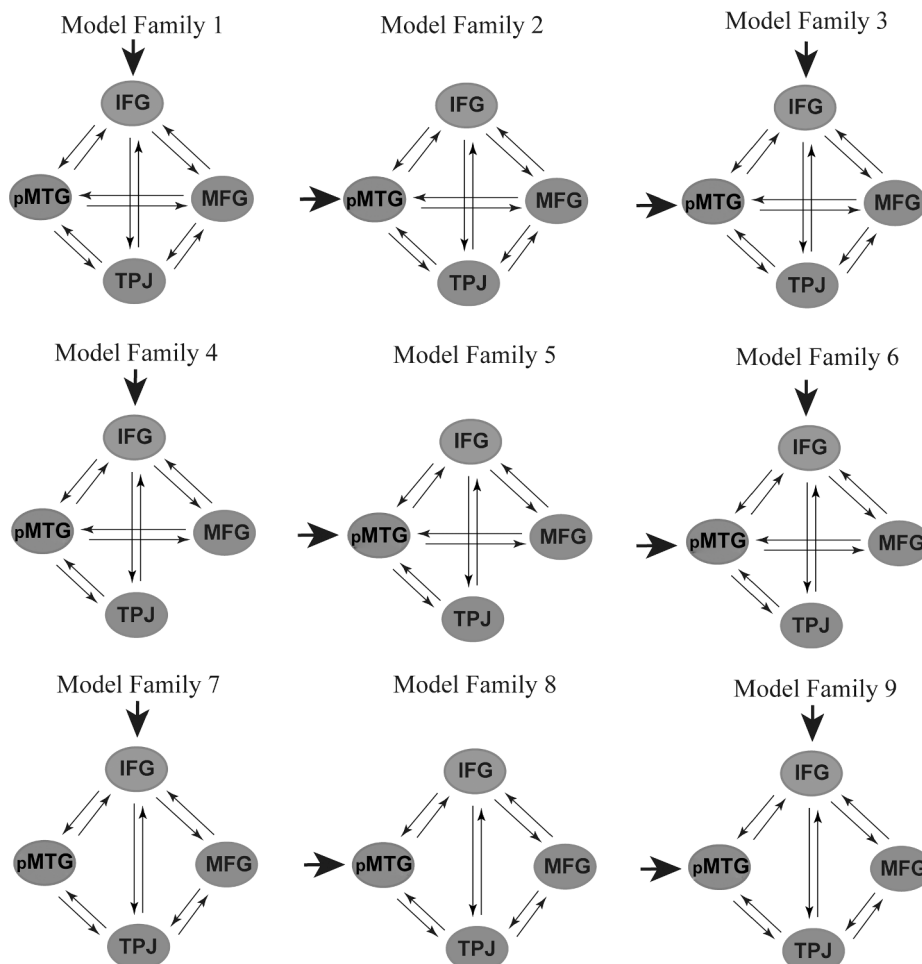 Model Family 1
Model Family 2
Model Family 3
IFG
IFG
IFG
pMTG
MFG
pMTG
MFG
pMTG
MFG
TPJ
TPJ
TPJ
Model Family 4
Model Family 5
Model Family 6
IFG
IFG
IFG
pMTG
MFG
pMTG
MFG
pMTG
MFG
TPJ
TPJ
TPJ
Model Family 7
Model Family 8
Model Family 9
IFG
IFG
IFG
pMTG
MFG
pMTG
MFG
pMTG
MFG
TPJ
TPJ
TPJ